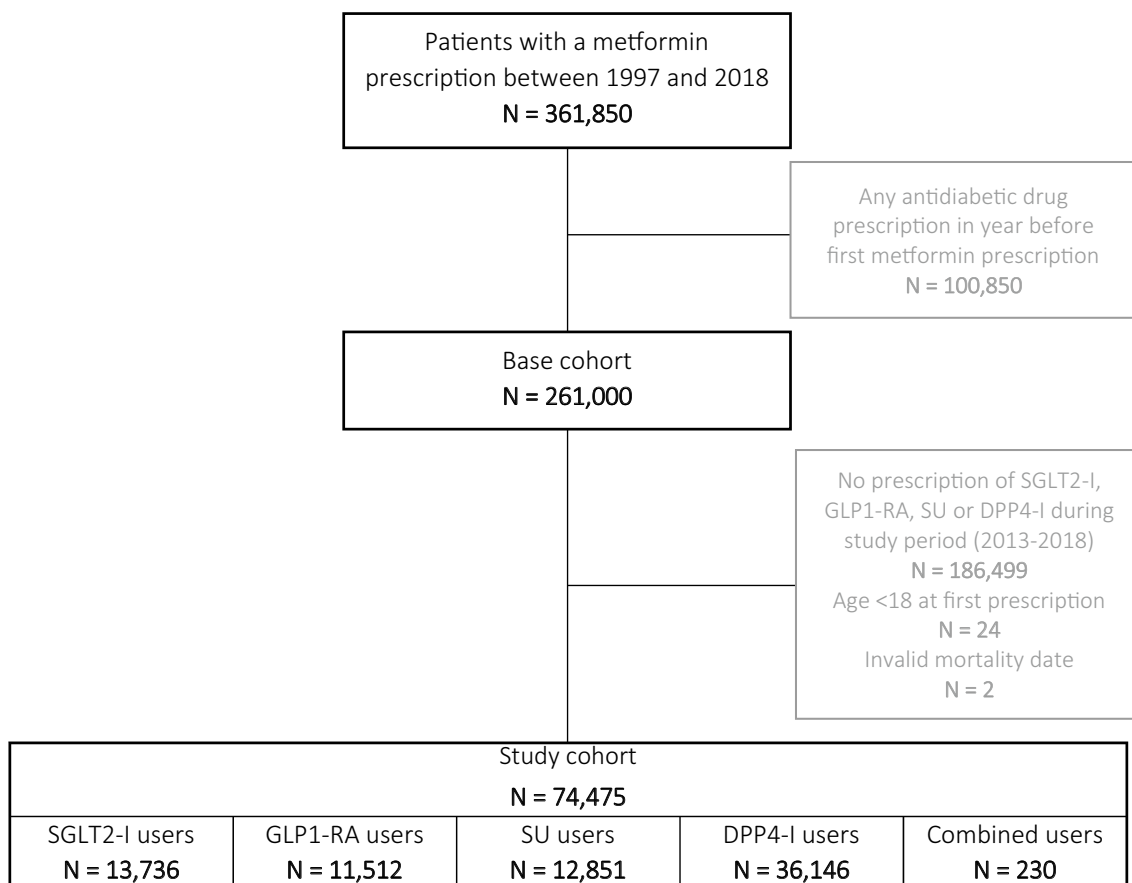 Patients with a metformin
prescription between 1997 and 2018
N = 361,850
Any antidiabetic drug
prescription in year before
first metformin prescription
N = 100,850
Base cohort
N = 261,000
No prescription of SGLT2-I,
GLP1-RA, SU or DPP4-I during
study period (2013-2018)
N = 186,499
Age <18 at first prescription
N = 24
Invalid mortality date
N = 2
Study cohort
N = 74,475
SGLT2-I users
N = 13,736
GLP1-RA users
N = 11,512
SU users
N = 12,851
DPP4-I users
N = 36,146
Combined users
N = 230